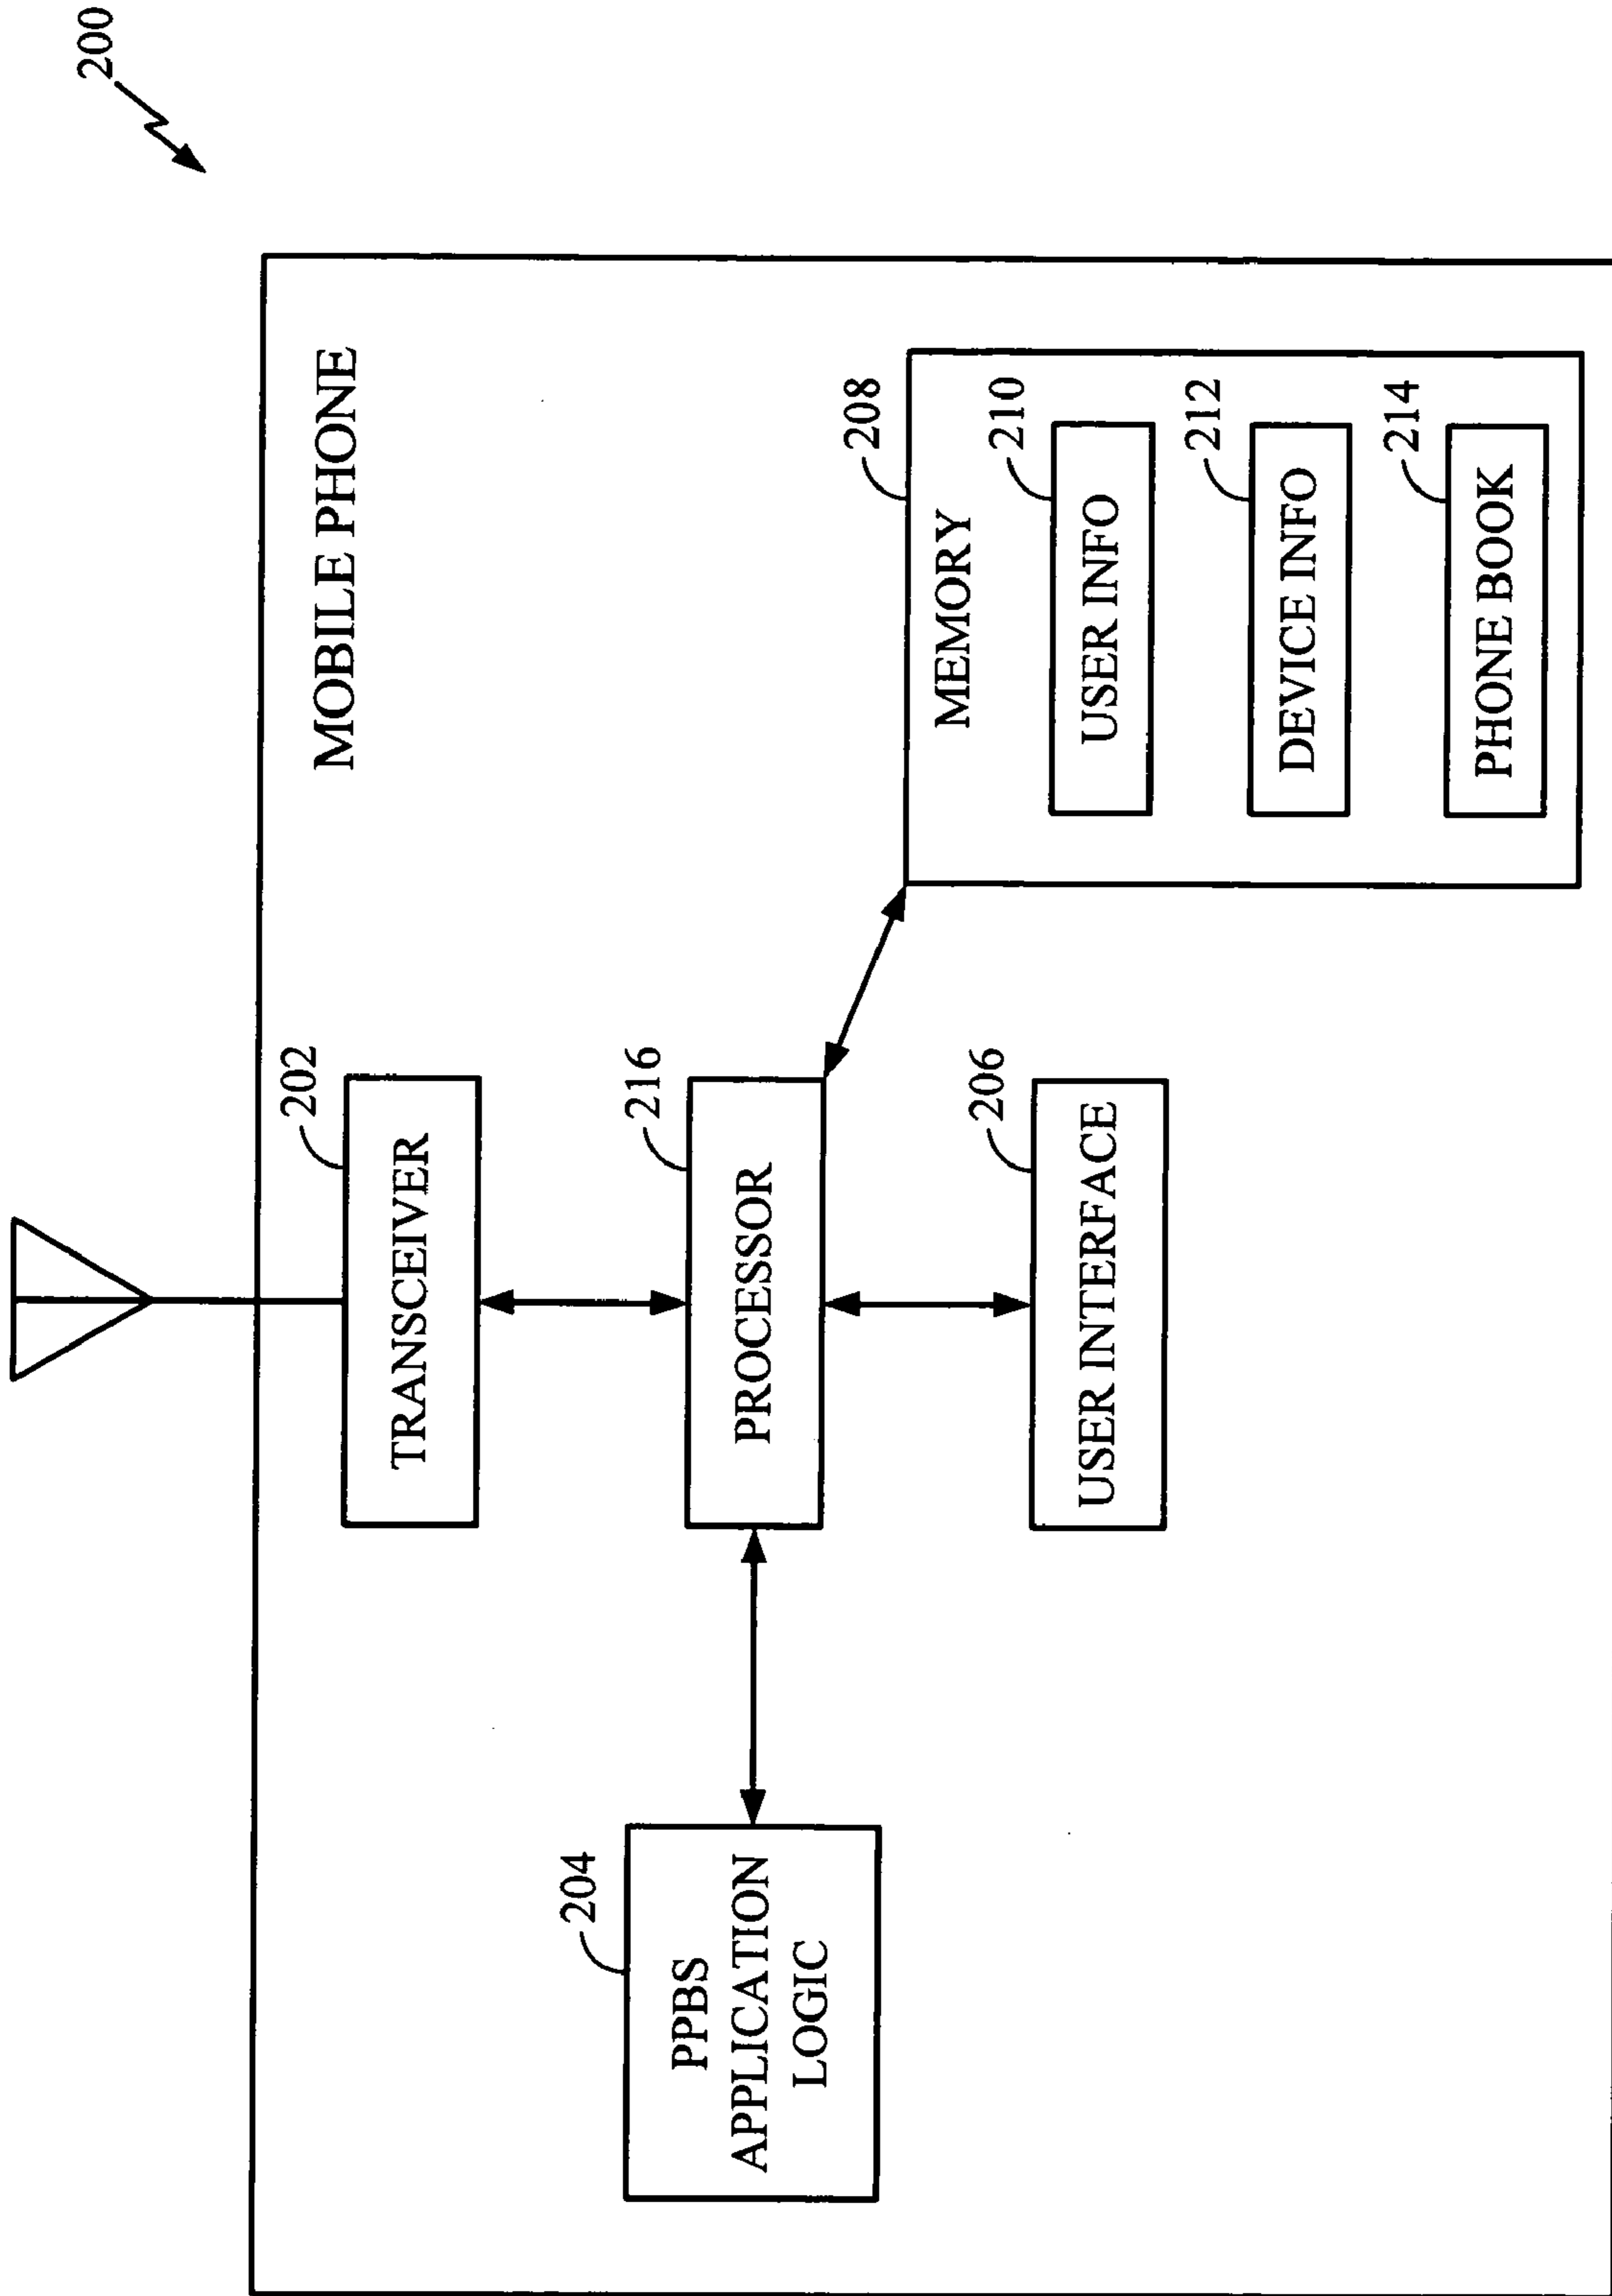 200
MOBILE PHONE
202
TRANSCEIVER
204
PPBS
APPLICATION
LOGIC
216
PROCESSOR
208
MEMORY
210
USER INFO
212
DEVICE INFO
214
PHONE BOOK
206
USER INTERFACE